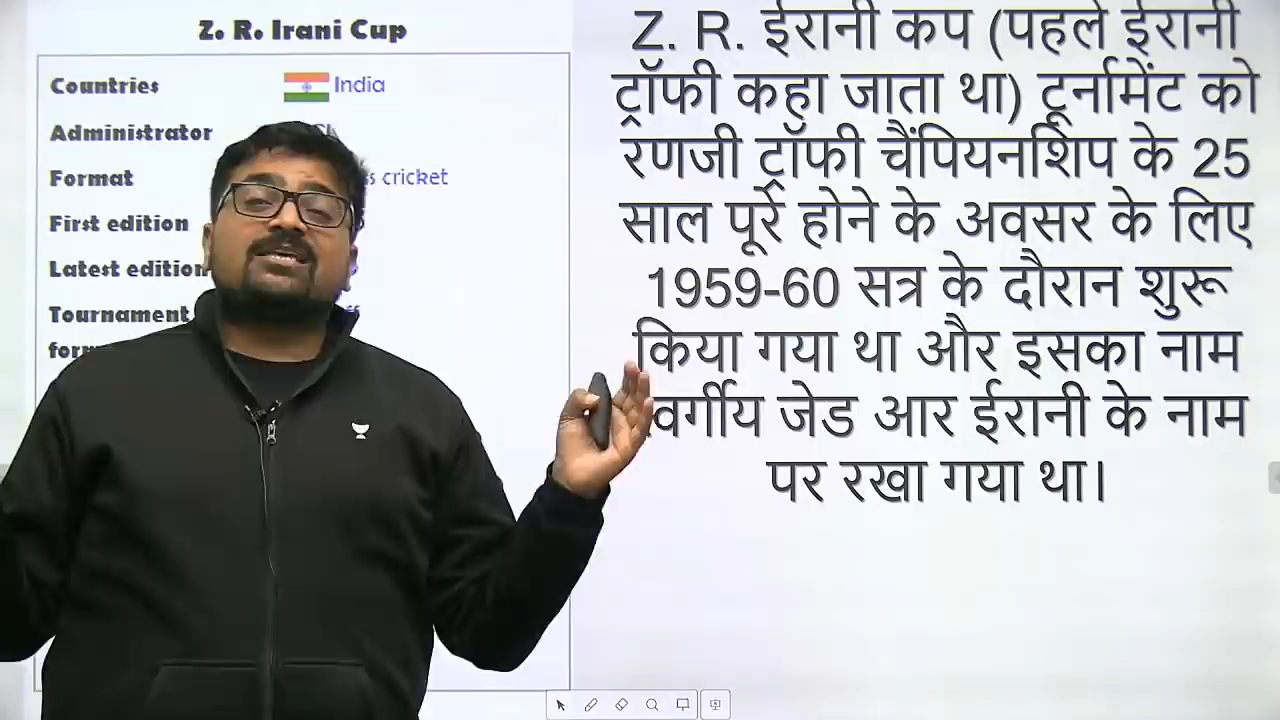 Z. R. Irani Cup
Countries
India
Administrator
Format
cricket
First edition
Latest edition
Tournament
Z. R. ईरानी कप (पहले ईरानी
ट्रॉफी कहा जाता था) टूर्नामेंट को
रणजी ट्रॉफी चैंपियनशिप के 25
साल पूरे होने के अवसर के लिए
1959-60 सत्र के दौरान शुरू
किया गया था और इसका नाम
जेड आर ईरानी के नाम
पर रखा गया था।